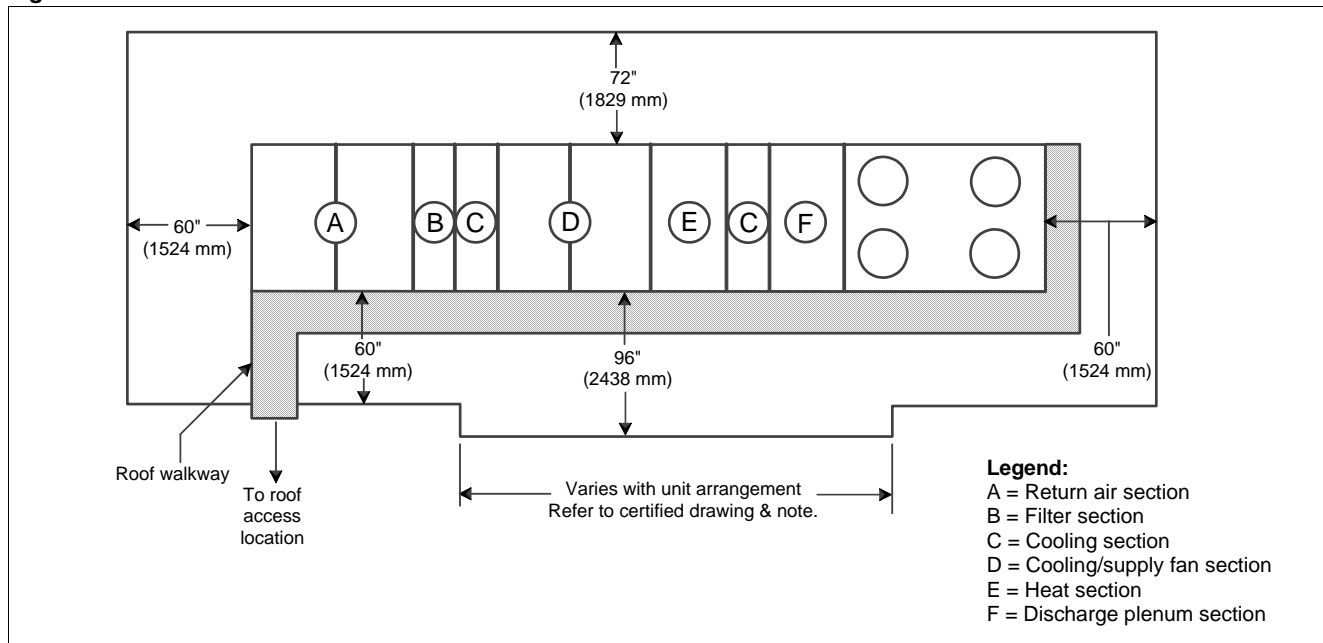 72"
(1829 mm)
60"
(1524 mm)
A
B
C
D
E
C
F
60"
(1524 mm)
96"
(2438 mm)
60"
(1524 mm)
Roof walkway
To roof
access
location
Varies with unit arrangement
Refer to certified drawing & note.
Legend:
A = Return air section
B = Filter section
C = Cooling section
D = Cooling/supply fan section
E = Heat section
F = Discharge plenum section